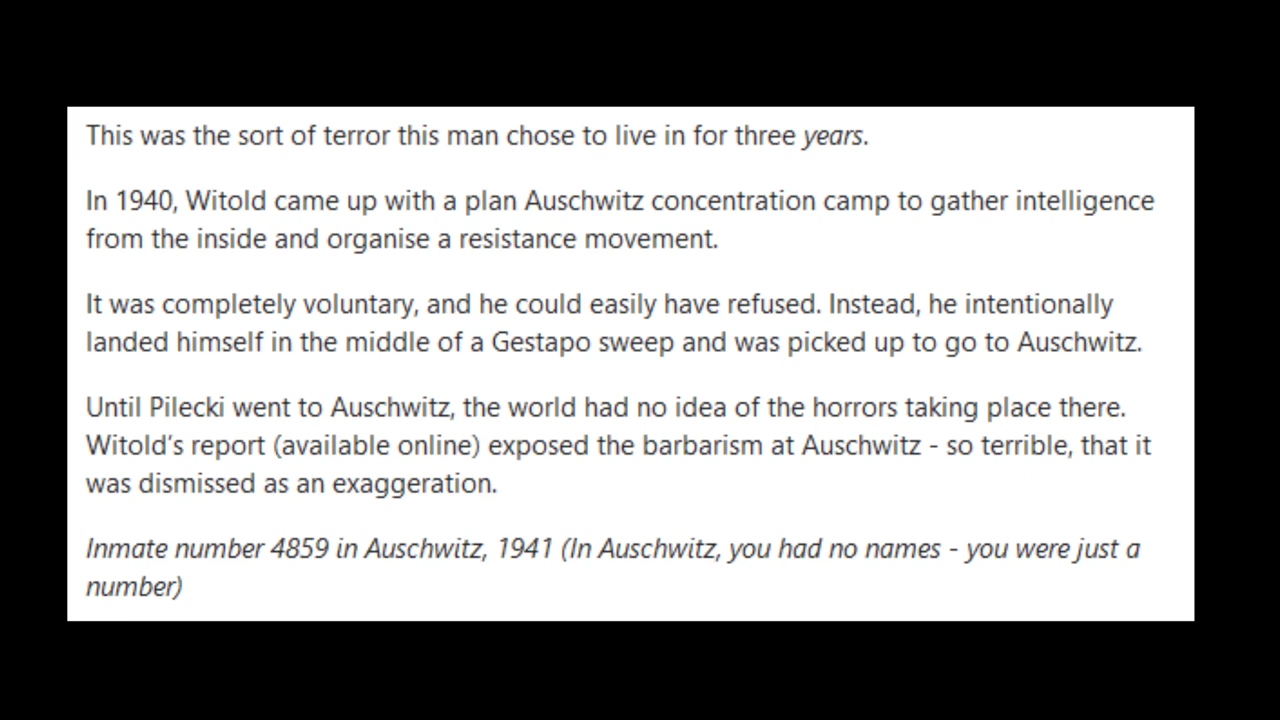 This was the sort of terror this man chose to live in for three years.
In 1940, Witold came up with a plan Auschwitz concentration camp to gather intelligence
from the inside and organise a resistance movement.
It was completely voluntary, and he could easily have refused. Instead, he intentionally
landed himself in the middle of a Gestapo sweep and was picked up to go to Auschwitz.
Until Pilecki went to Auschwitz, the world had no idea of the horrors taking place there.
Witold’s report (available online) exposed the barbarism at Auschwitz - so terrible, that it
was dismissed as an exaggeration.
Inmate number 4859 in Auschwitz, 1941 (In Auschwitz, you had no names - you were just a
number)